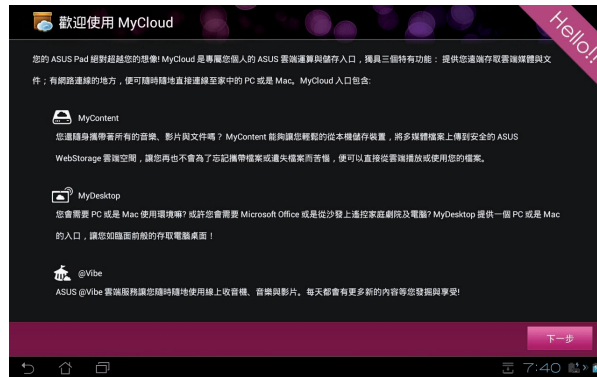 歡迎使用 MyCloud
Hello!!
您的 ASUS Pad 絕對超越您的想像! MyCloud 是專屬您個人的 ASUS 雲端運算與儲存入口，獨具三個特有功能： 提供您遠端存取雲端媒體與文
件；有網路連線的地方，便可隨時隨地直接連線至家中的 PC 或是 Mac。MyCloud 入口包含:
MyContent
您還隨身攜帶著所有的音樂、影片與文件嗎？ MyContent 能夠讓您輕鬆的從本機儲存裝置，將多媒體檔案上傳到安全的 ASUS
WebStorage 雲端空間，讓您再也不會為了忘記攜帶檔案或遺失檔案而苦惱，便可以直接從雲端播放或使用您的檔案。
MyDesktop
您會需要 PC 或是 Mac 使用環境嘛? 或許您會需要 Microsoft Office 或是從沙發上遙控家庭劇院及電腦? MyDesktop 提供一個 PC 或是 Mac
的入口，讓您如臨面前般的存取電腦桌面！
@Vibe
ASUS @Vibe 雲端服務讓您隨時隨地使用線上收音機、音樂與影片。每天都會有更多新的內容等您發掘與享受!
下一步
7:40